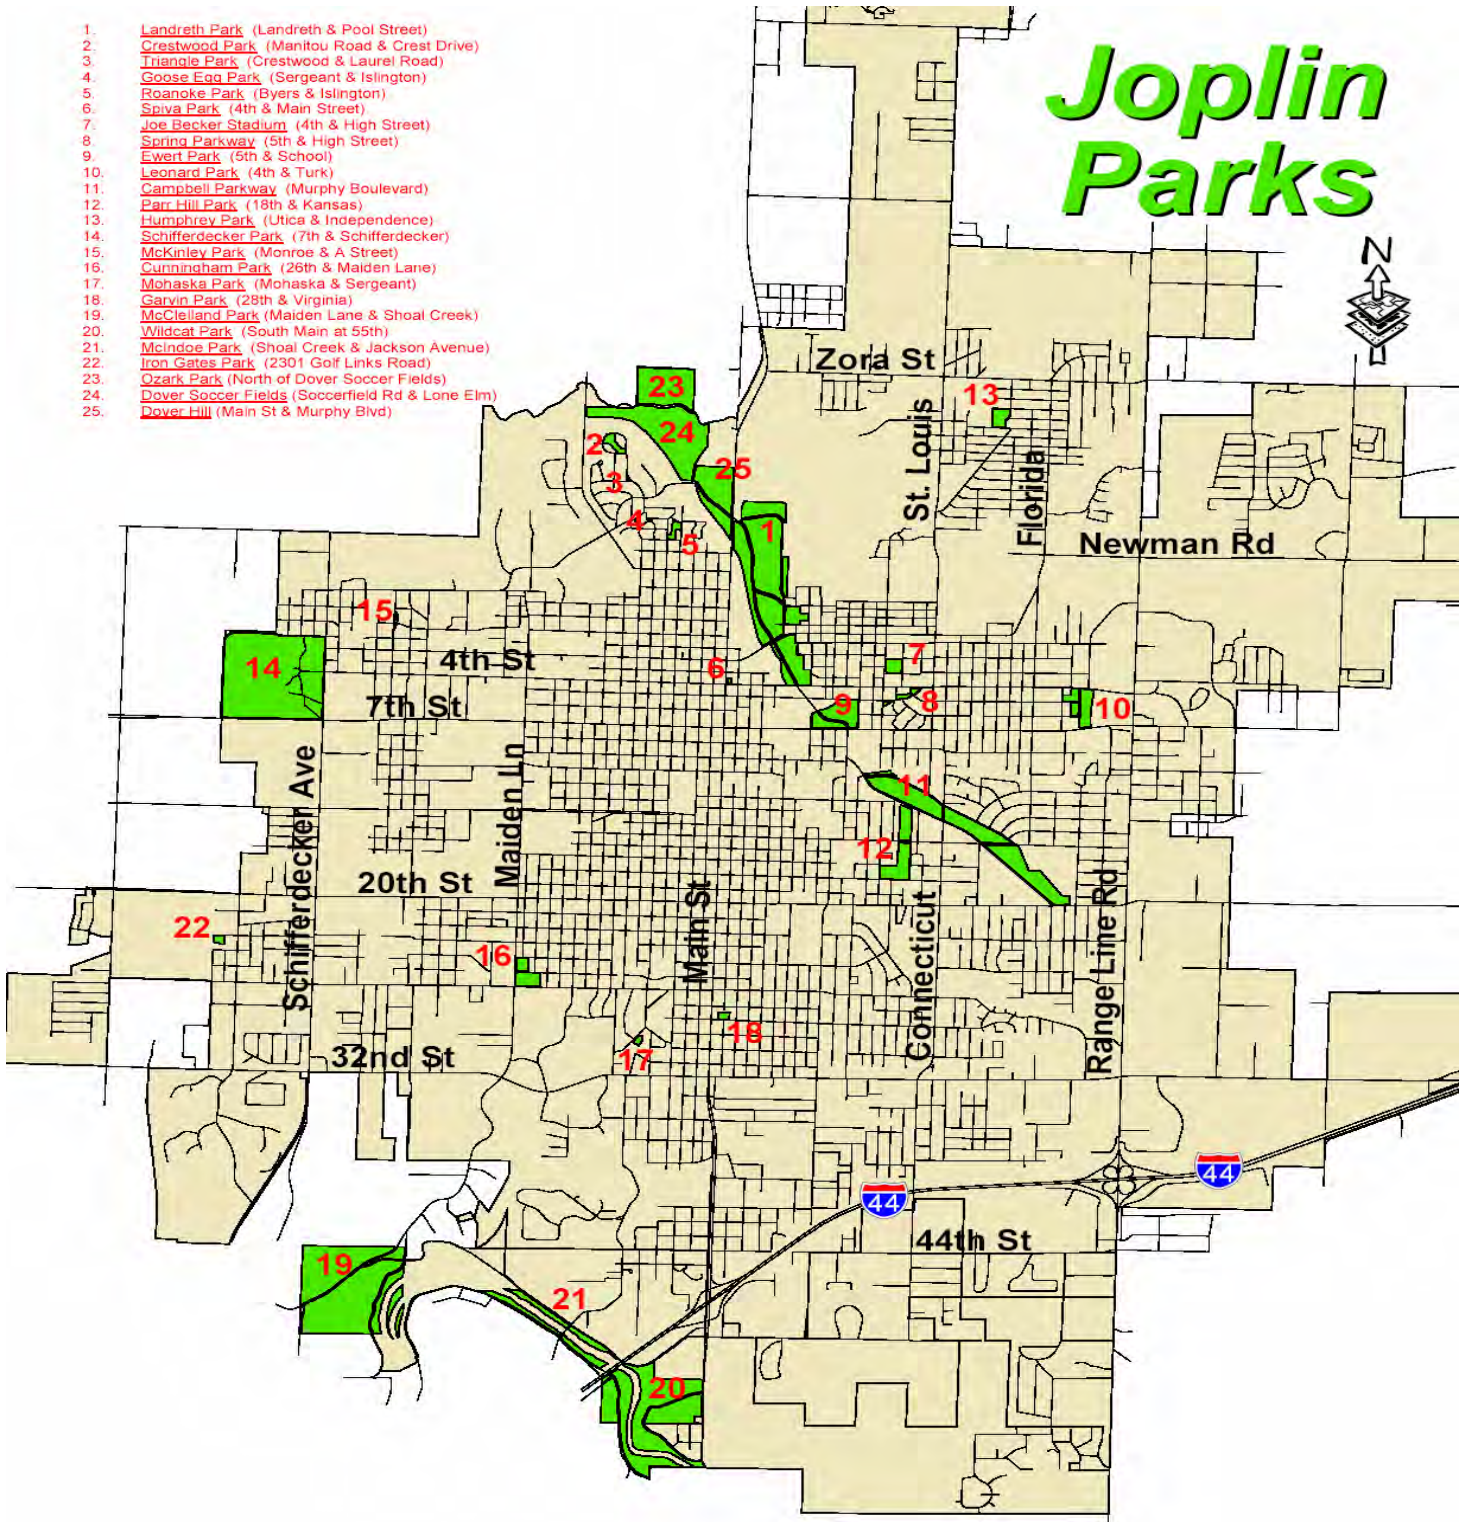 1. Landreth Park (Landreth & Pool Street)
2. Crestwood Park (Manitou Road & Crest Drive)
3. Triangle Park (Crestwood & Laurel Road)
4. Goose Egg Park (Sergeant & Islington)
5. Roanoke Park (Byers & Islington)
6. Spiva Park (4th & Main Street)
7. Joe Becker Stadium (4th & High Street)
8. Spring Parkway (5th & High Street)
9. Ewert Park (5th & School)
10. Leonard Park (4th & Turk)
11. Campbell Parkway (Murphy Boulevard)
12. Parr Hill Park (18th & Kansas)
13. Humphrey Park (Utica & Independence)
14. Schifferdecker Park (7th & Schifferdecker)
15. McKinley Park (Monroe & A Street)
16. Cunningham Park (26th & Maiden Lane)
17. Mohaska Park (Mohaska & Sergeant)
18. Garvin Park (28th & Virginia)
19. McClelland Park (Maiden Lane & Shoal Creek)
20. Wildcat Park (South Main at 55th)
21. McIndoe Park (Shoal Creek & Jackson Avenue)
22. Iron Gates Park (2301 Golf Links Road)
23. Ozark Park (North of Dover Soccer Fields)
24. Dover Soccer Fields (Soccerfield Rd & Lone Elm)
25. Dover Hill (Main St & Murphy Blvd)
Joplin
Parks
N
Zora St
23
13
24
2
25
St. Louis
3
Florida
4
1
5
Newman Rd
15
14
4th St
6
7
7th St
9
8
10
Schifferdecker Ave
Maiden Ln
11
12
20th St
Main St
Connecticut
Range Line Rd
22
16
18
32nd St
17
44
44
44th St
19
21
20